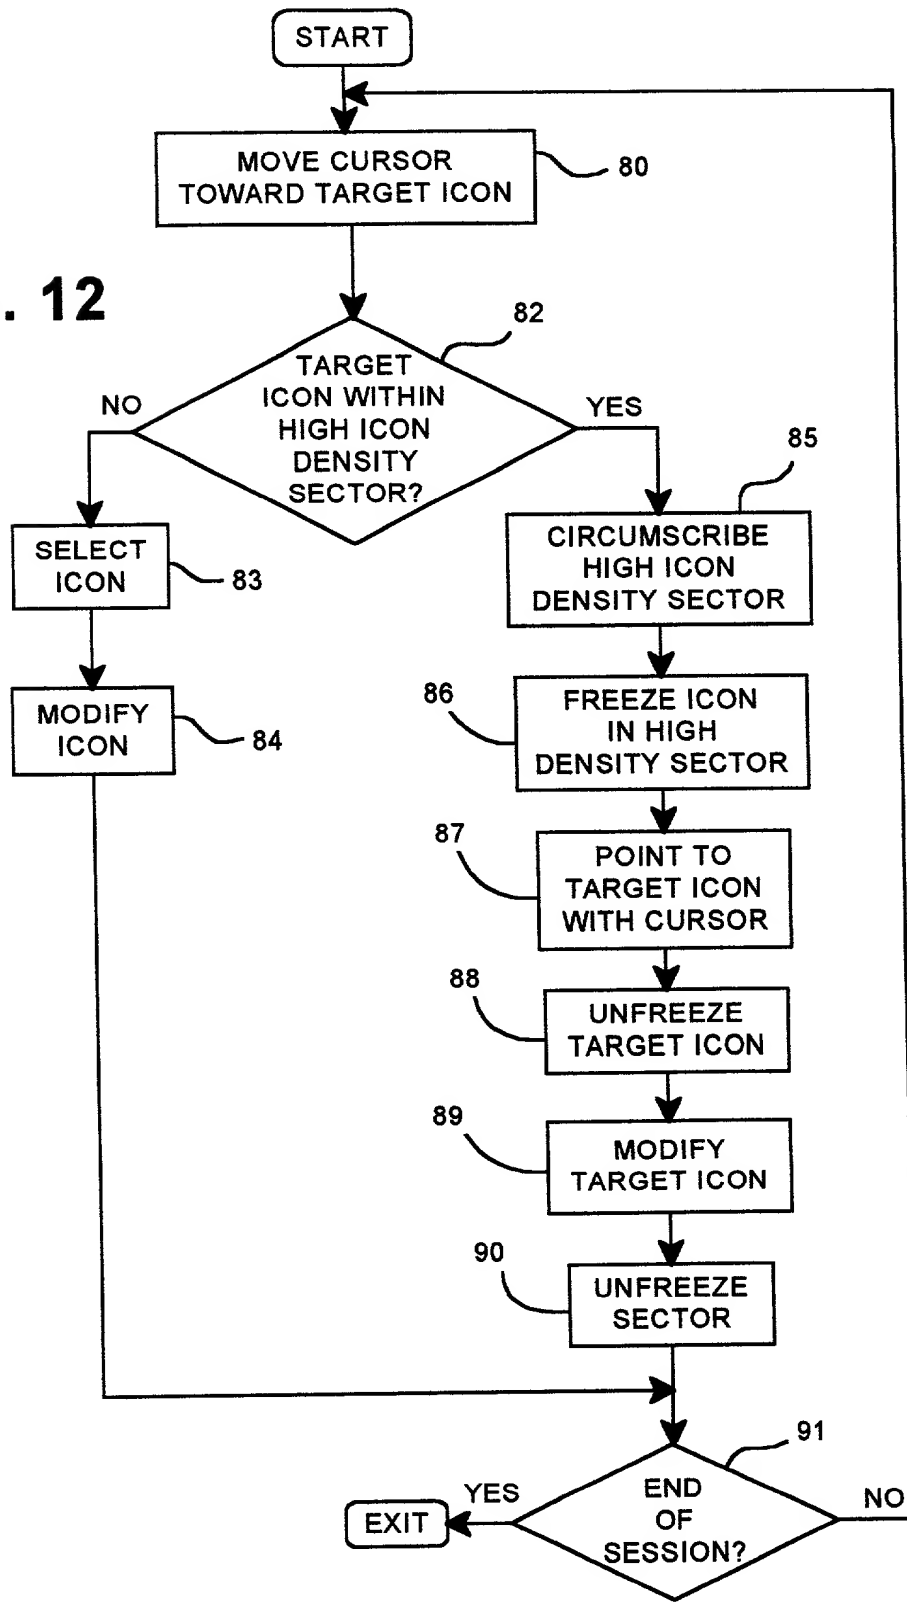 START
MOVE CURSOR
TOWARD TARGET ICON
80
. 12
82
TARGET
ICON WITHIN
HIGH ICON
DENSITY
SECTOR?
NO
YES
85
SELECT
ICON
83
CIRCUMSCRIBE
HIGH ICON
DENSITY SECTOR
MODIFY
ICON
84
86
FREEZE ICON
IN HIGH
DENSITY SECTOR
87
POINT TO
TARGET ICON
WITH CURSOR
88
UNFREEZE
TARGET ICON
89
MODIFY
TARGET ICON
90
UNFREEZE
SECTOR
91
END
OF
SESSION?
YES
NO
EXIT